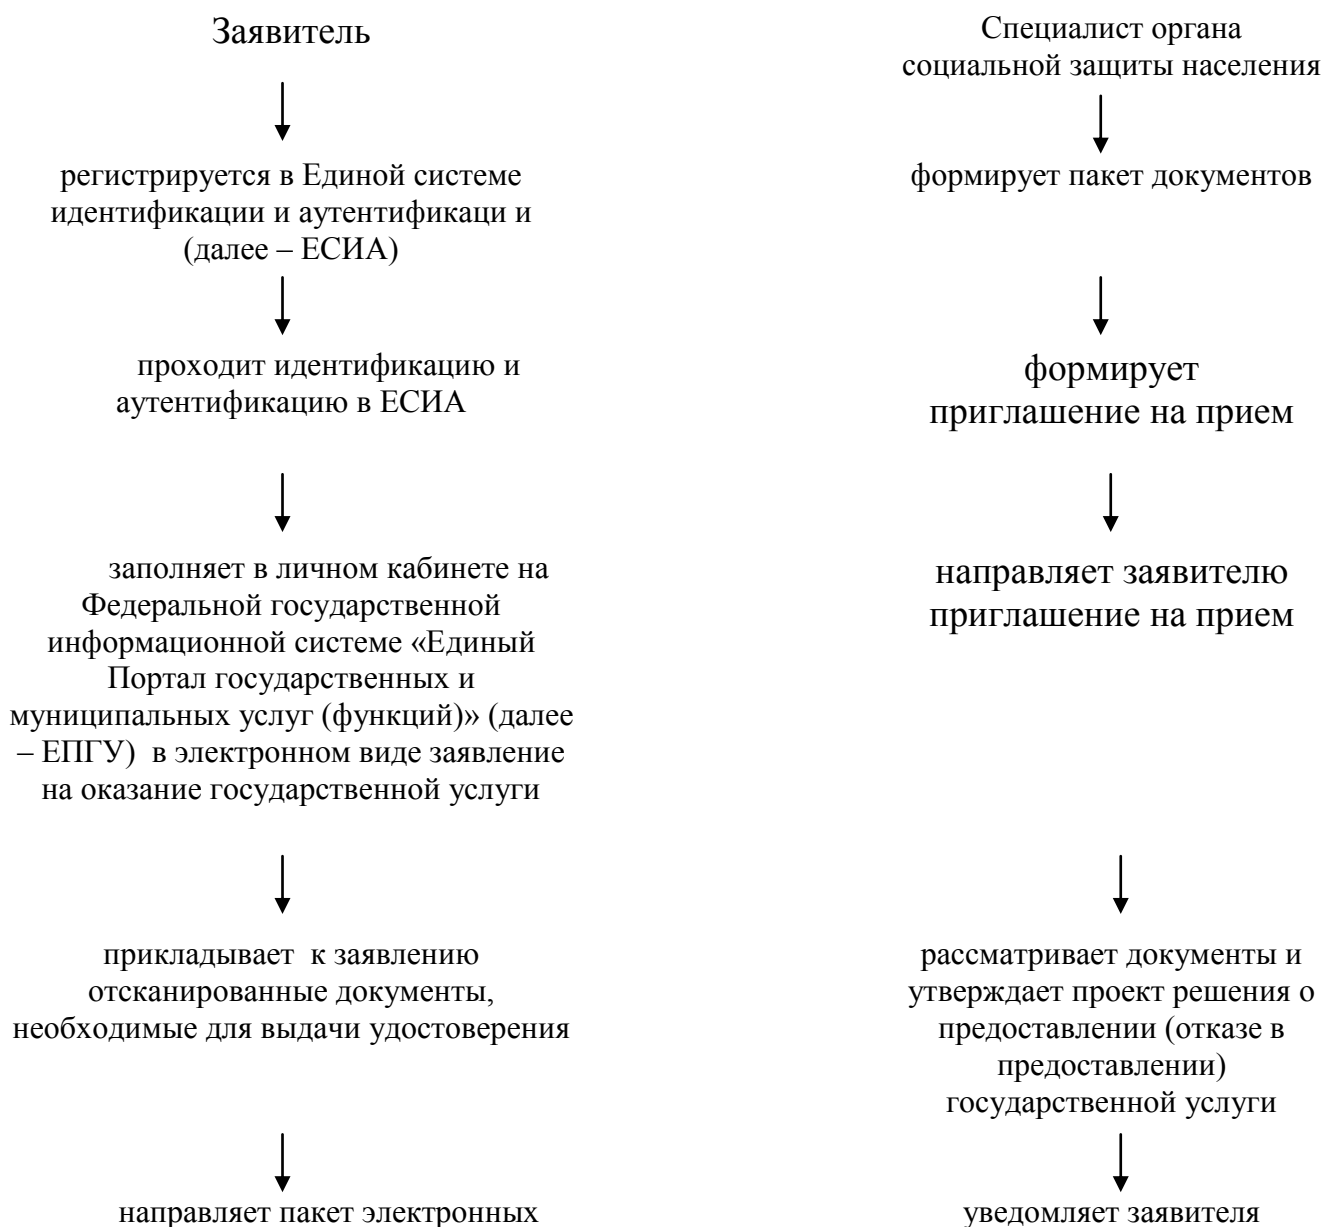 Заявитель
регистрируется в Единой системе
идентификации и аутентификаци и
(далее – ЕСИА)
проходит идентификацию и
аутентификацию в ЕСИА
заполняет в личном кабинете на
Федеральной государственной
информационной системе «Единый
Портал государственных и
муниципальных услуг (функций)» (далее
– ЕПГУ) в электронном виде заявление
на оказание государственной услуги
прикладывает к заявлению
отсканированные документы,
необходимые для выдачи удостоверения
направляет пакет электронных
Специалист органа
социальной защиты населения
формирует пакет документов
формирует
приглашение на прием
направляет заявителю
приглашение на прием
рассматривает документы и
утверждает проект решения о
предоставлении (отказе в
предоставлении)
государственной услуги
уведомляет заявителя